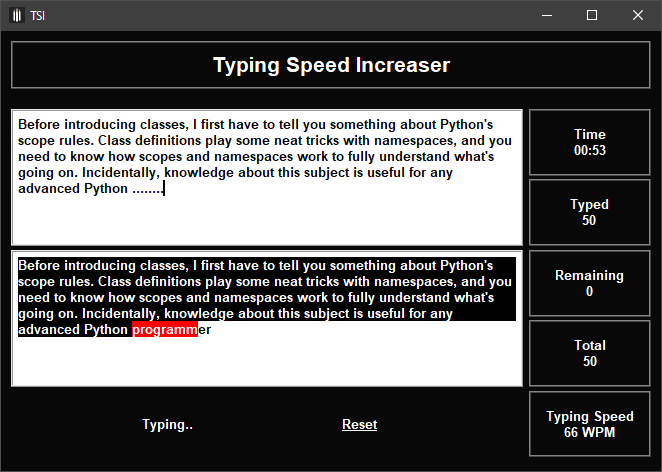 TSI
Typing Speed Increaser
Before introducing classes, I first have to tell you something about Python's
scope rules. Class definitions play some neat tricks with namespaces, and you
need to know how scopes and namespaces work to fully understand what's
going on. Incidentally, knowledge about this subject is useful for any
advanced Python ........
Before introducing classes, I first have to tell you something about Python's
scope rules. Class definitions play some neat tricks with namespaces, and you
need to know how scopes and namespaces work to fully understand what's
going on. Incidentally, knowledge about this subject is useful for any
advanced Python programmer
Time
00:53
Typed
50
Remaining
0
Total
50
Typing Speed
66 WPM
Typing..
Reset